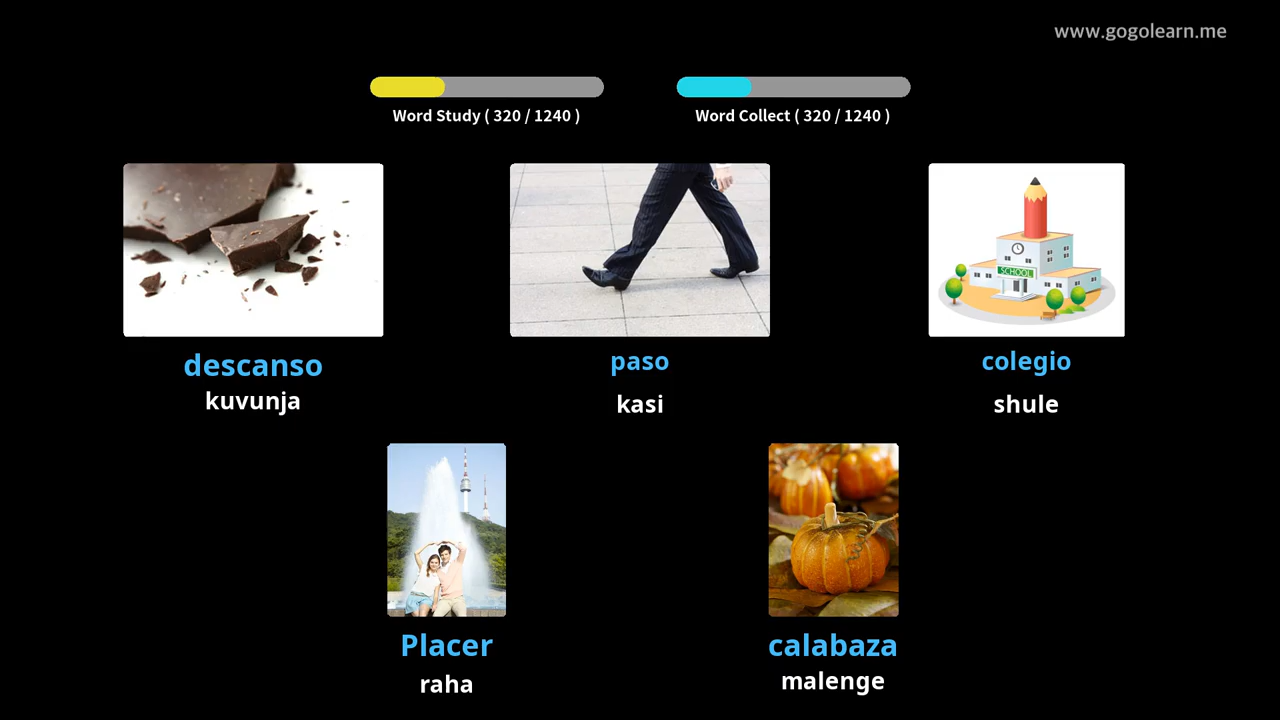 www.gogolearn.me
Word Study ( 320 / 1240 )
Word Collect ( 320 / 1240 )
SCHOOL
descanso
kuvunja
paso
kasi
colegio
shule
Placer
raha
calabaza
malenge